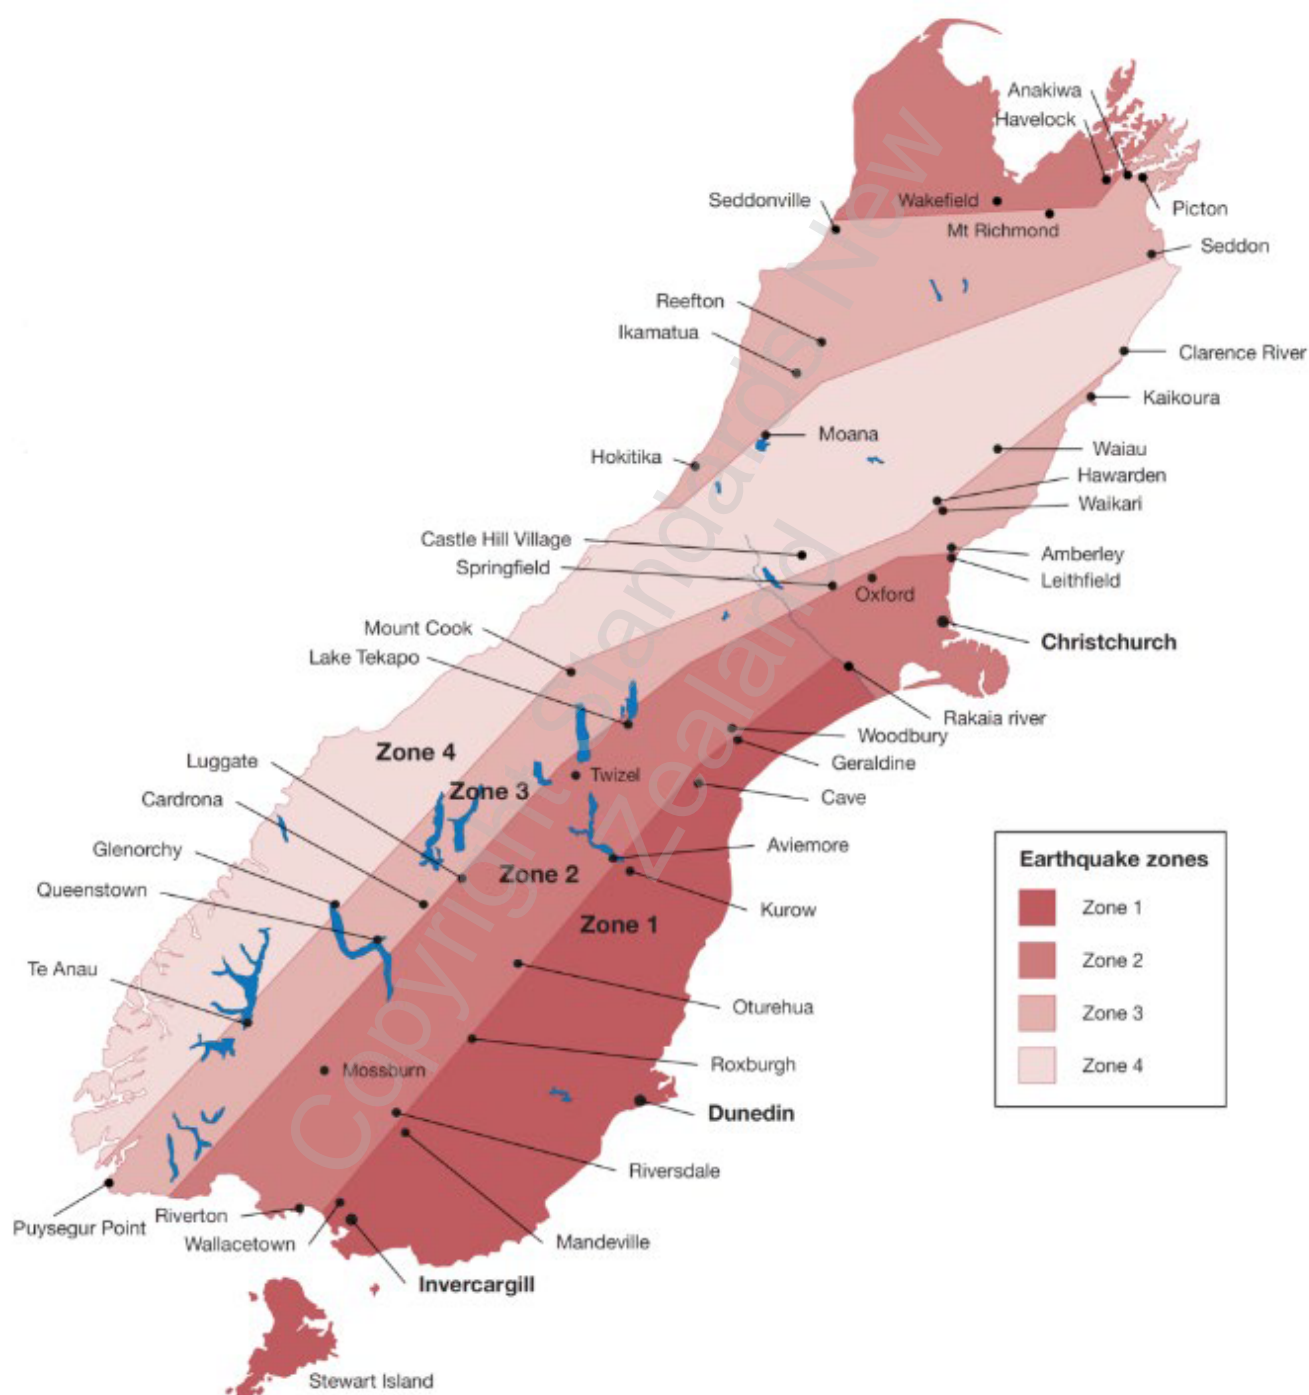 Anakiwa
Havelock
Seddonville
Wakefield
Picton
Mt Richmond
Seddon
Reefton
Ikamatua
Clarence River
Kaikoura
Moana
Waiau
Hokitika
Hawarden
Waikari
Castle Hill Village
Amberley
Springfield
Leithfield
Oxford
Mount Cook
Christchurch
Lake Tekapo
Rakaia river
Woodbury
Zone 4
Luggate
Geraldine
Twizel
Zone 3
Cave
Cardrona
Aviemore
Glenorchy
Zone 2
Queenstown
Kurow
Zone 1
Te Anau
Oturehua
Roxburgh
Mossburn
Dunedin
Riversdale
Puysegur Point
Riverton
Wallacetown
Mandeville
Invercargill
Stewart Island
Earthquake zones
Zone 1
Zone 2
Zone 3
Zone 4
Copyright Standards New
Zealand